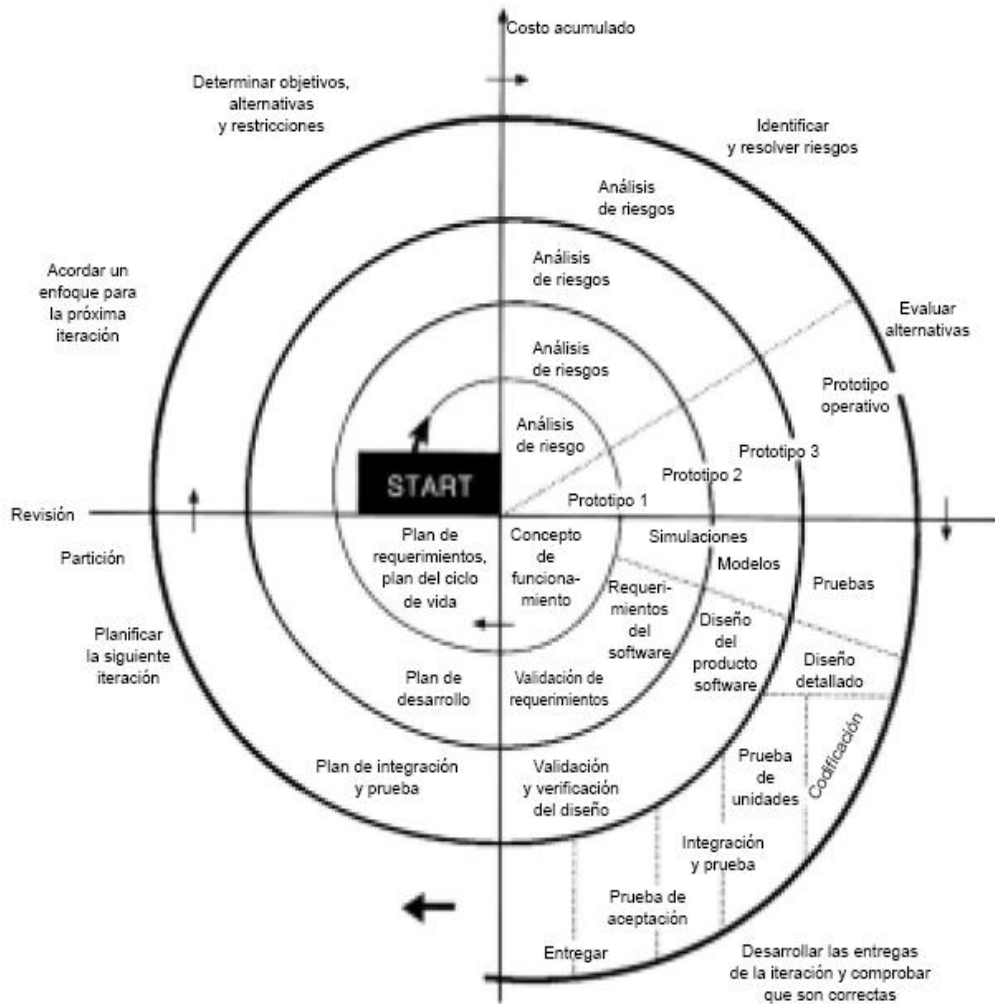 Costo acumulado
Determinar objetivos,
alternativas
y restricciones
Identificar
y resolver riesgos
Análisis
de riesgos
Análisis
de riesgos
Acordar un
enfoque para
la próxima
iteración
Evaluar
alternativas
Análisis
de riesgos
Prototipo
operativo
Análisis
de riesgo
Prototipo 3
Prototipo 2
START
Prototipo 1
Revisión
Partición
Plan de
requerimientos,
plan del ciclo
de vida
Concepto
de
funciona-
miento
Simulaciones
Modelos
Pruebas
Requeri-
mientos
del
software
Diseño
del
producto
software
Diseño
detallado
Planificar
la siguiente
iteración
Plan de
desarrollo
Validación de
requerimientos
Codificación
Plan de integración
y prueba
Validación
y verificación
del diseño
Prueba
de
unidades
Integración
y prueba
Prueba de
aceptación
Entregar
Desarrollar las entregas
de la iteración y comprobar
que son correctas